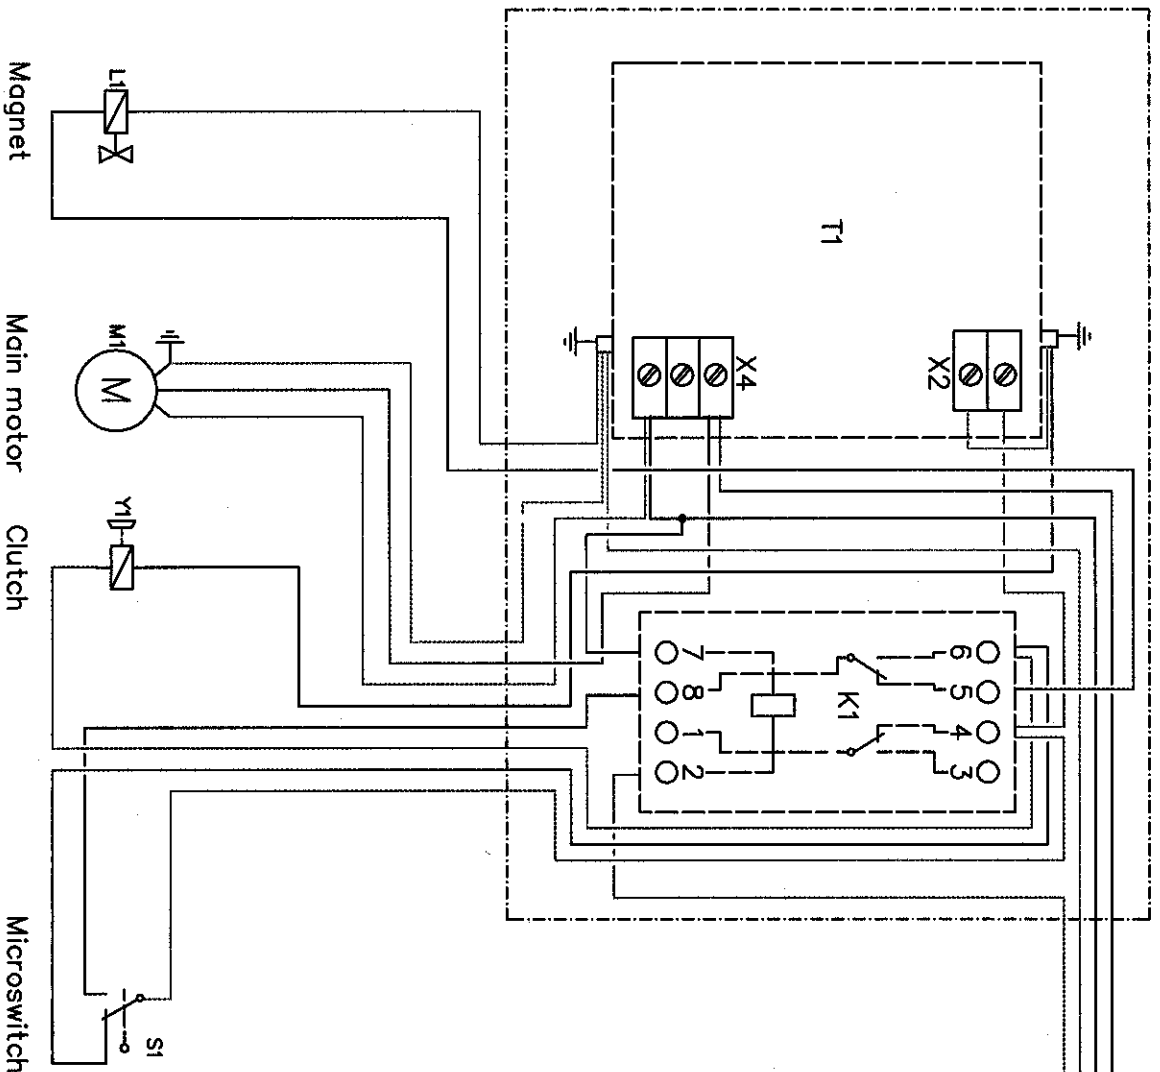 Magnet
L1
Main motor
M1
M
Clutch
Y1
Microswitch
S1
T1
X4
X2
K1
7
8
1
2
6
5
4
3